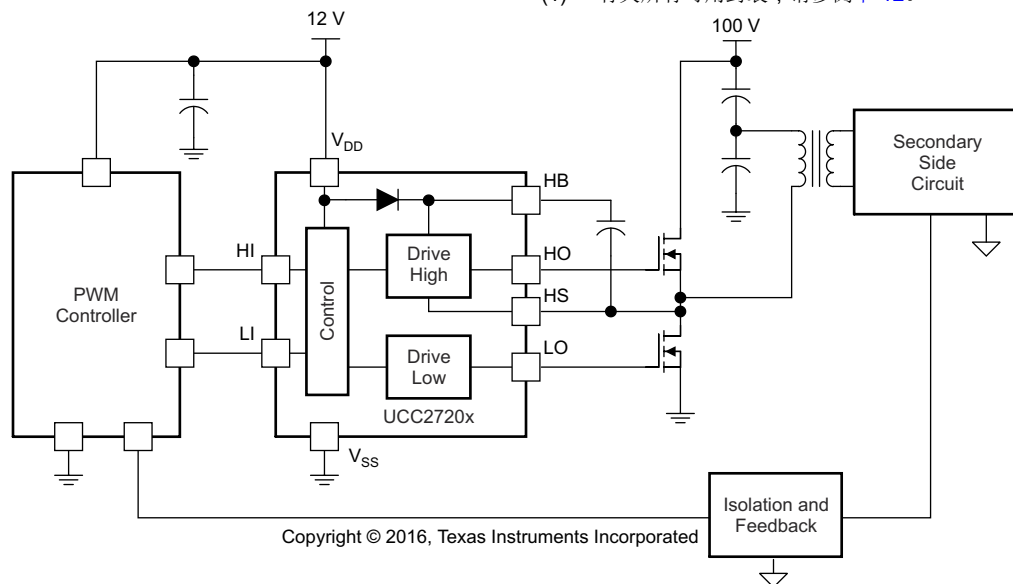 12 V
100 V
V_DD
HB
HI
HO
HS
LI
LO
PWM
Controller
Control
Drive
High
Drive
Low
UCC2720x
V_SS
Secondary
Side
Circuit
Isolation and
Feedback
Copyright © 2016, Texas Instruments Incorporated